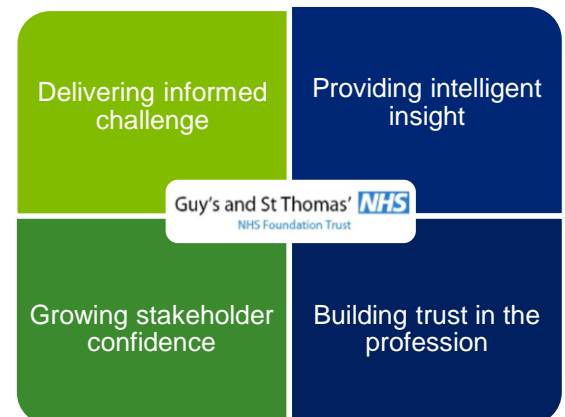 Delivering informed
challenge
Providing intelligent
insight
Guy's and St Thomas' NHS
NHS Foundation Trust
Growing stakeholder
confidence
Building trust in the
profession